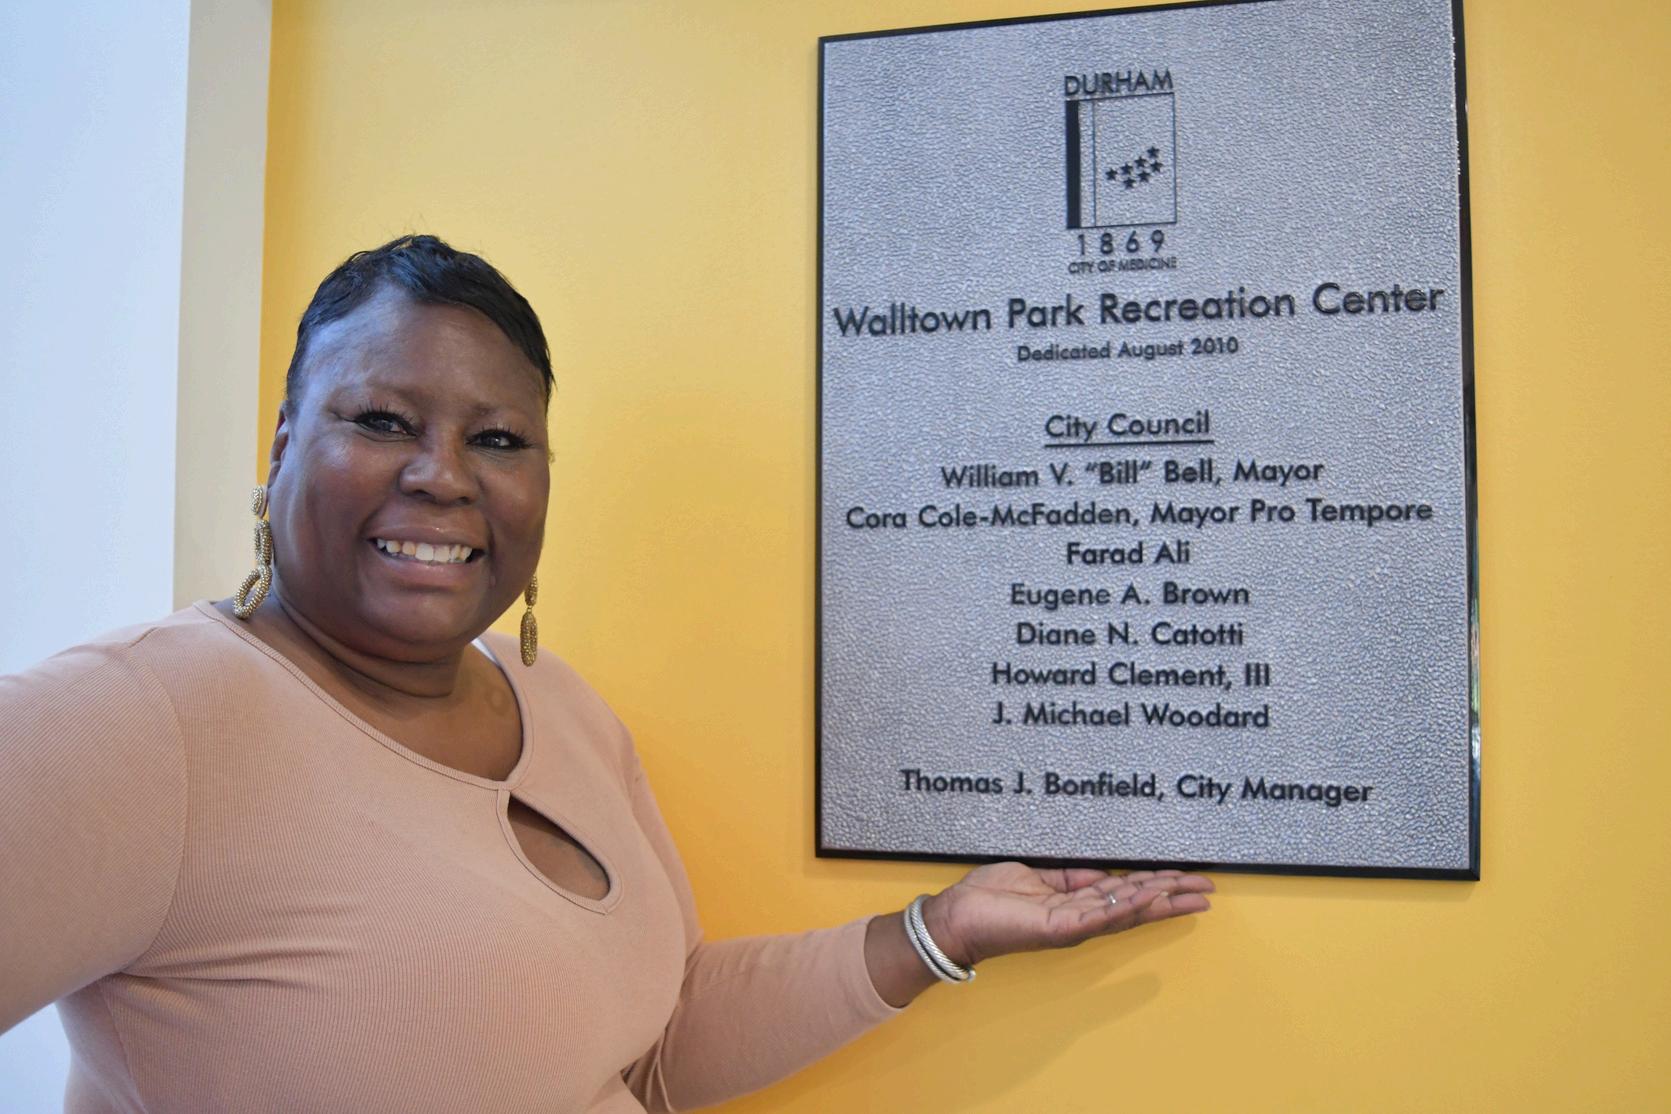 DURHAM
1869
CITY OF MEDICINE
Walltown Park Recreation Center
Dedicated August 2010
City Council
William V. “Bill” Bell, Mayor
Cora Cole-McFadden, Mayor Pro Tempore
Farad Ali
Eugene A. Brown
Diane N. Catotti
Howard Clement, III
J. Michael Woodard
Thomas J. Bonfield, City Manager